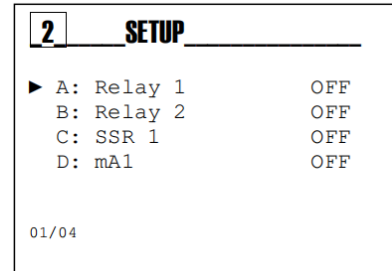 2 SETUP
► A: Relay 1 OFF
B: Relay 2 OFF
C: SSR 1 OFF
D: mA1 OFF
01/04